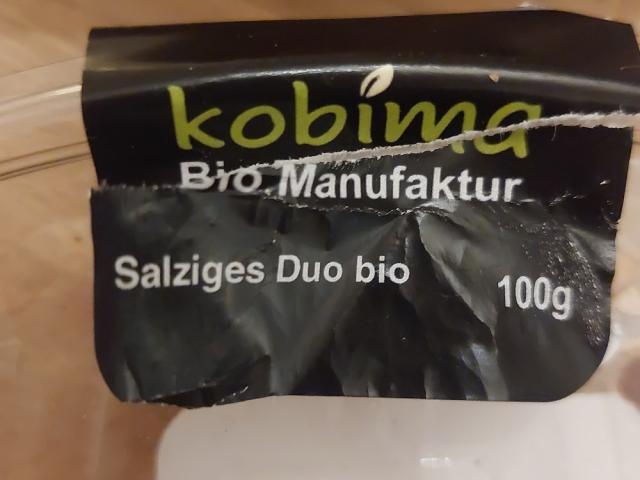 kobima
Bio Manufaktur
Salziges Duo bio
100g